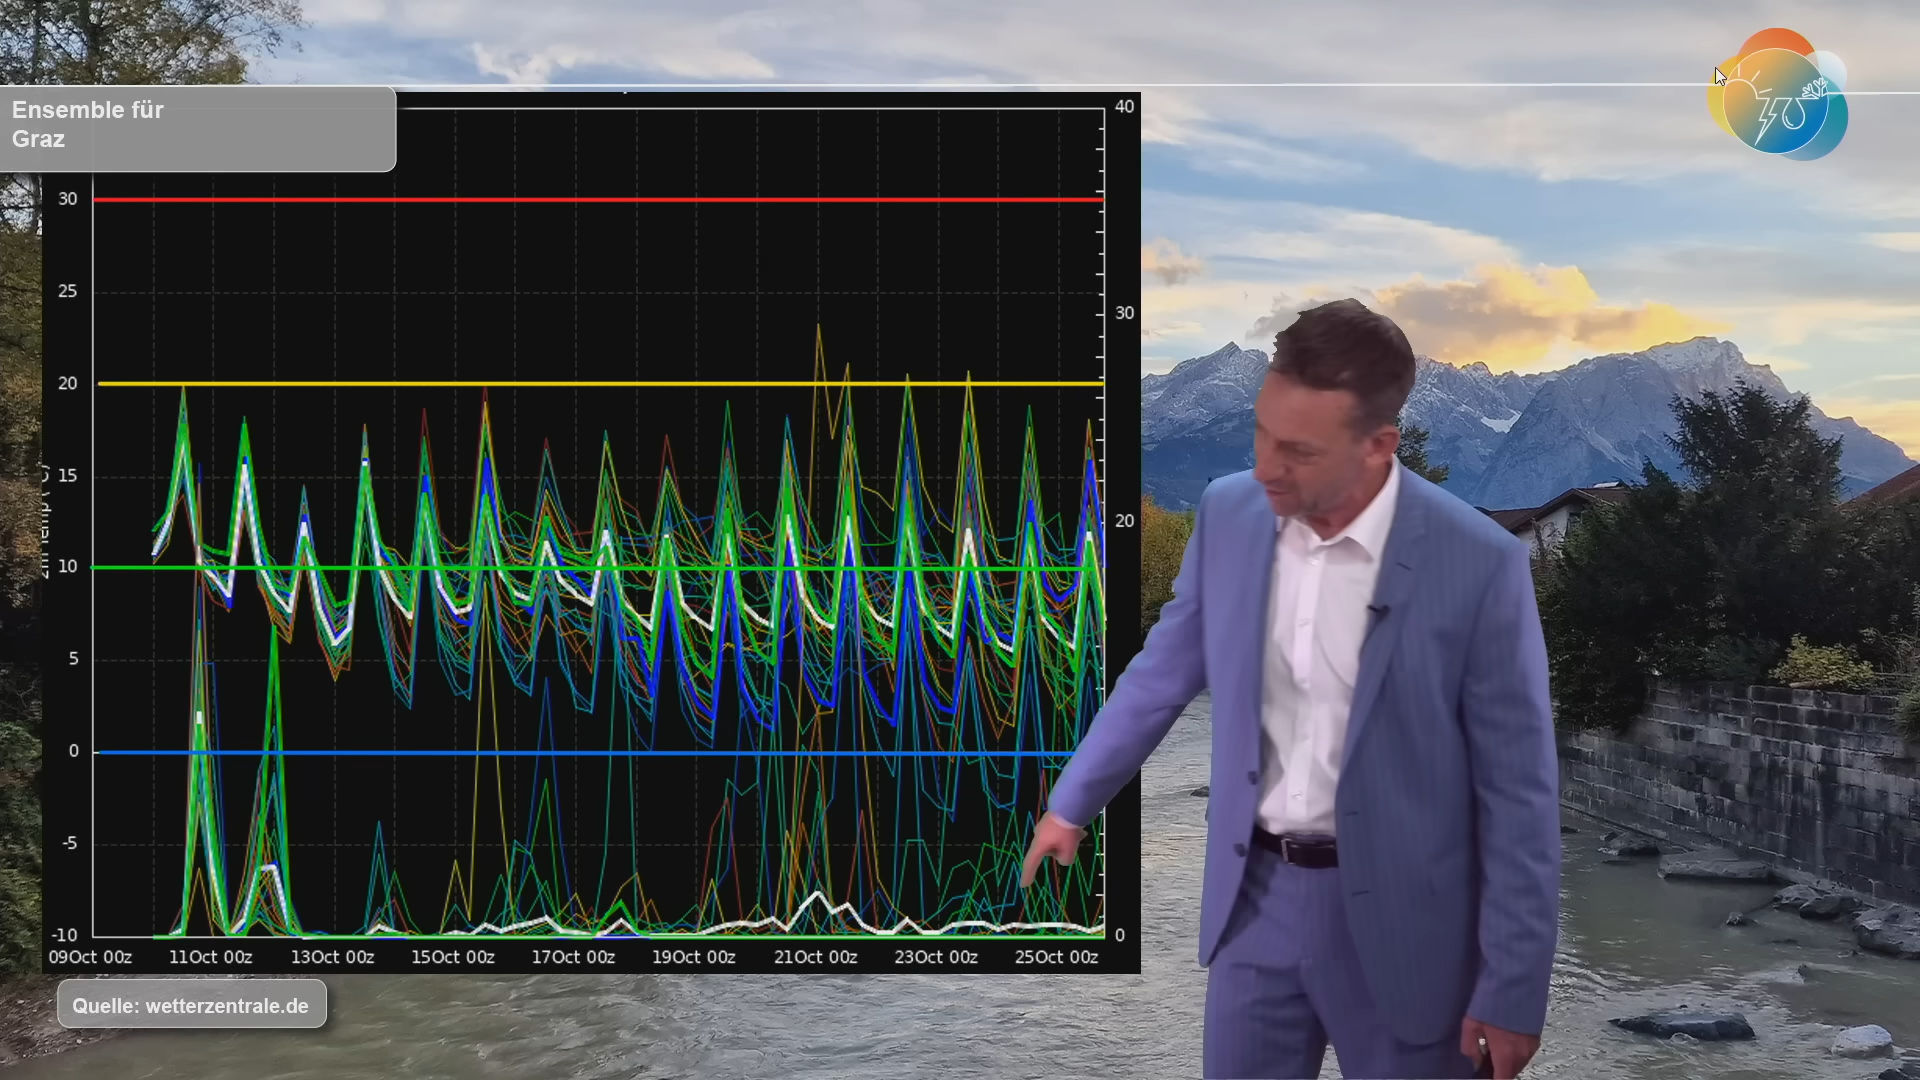 Ensemble für
Graz
40
30
25
30
20
15
20
10
5
0
-5
-10
0
09Oct 00z
11Oct 00z
13Oct 00z
15Oct 00z
17Oct 00z
19Oct 00z
21Oct 00z
23Oct 00z
25Oct 00z
Quelle: wetterzentrale.de